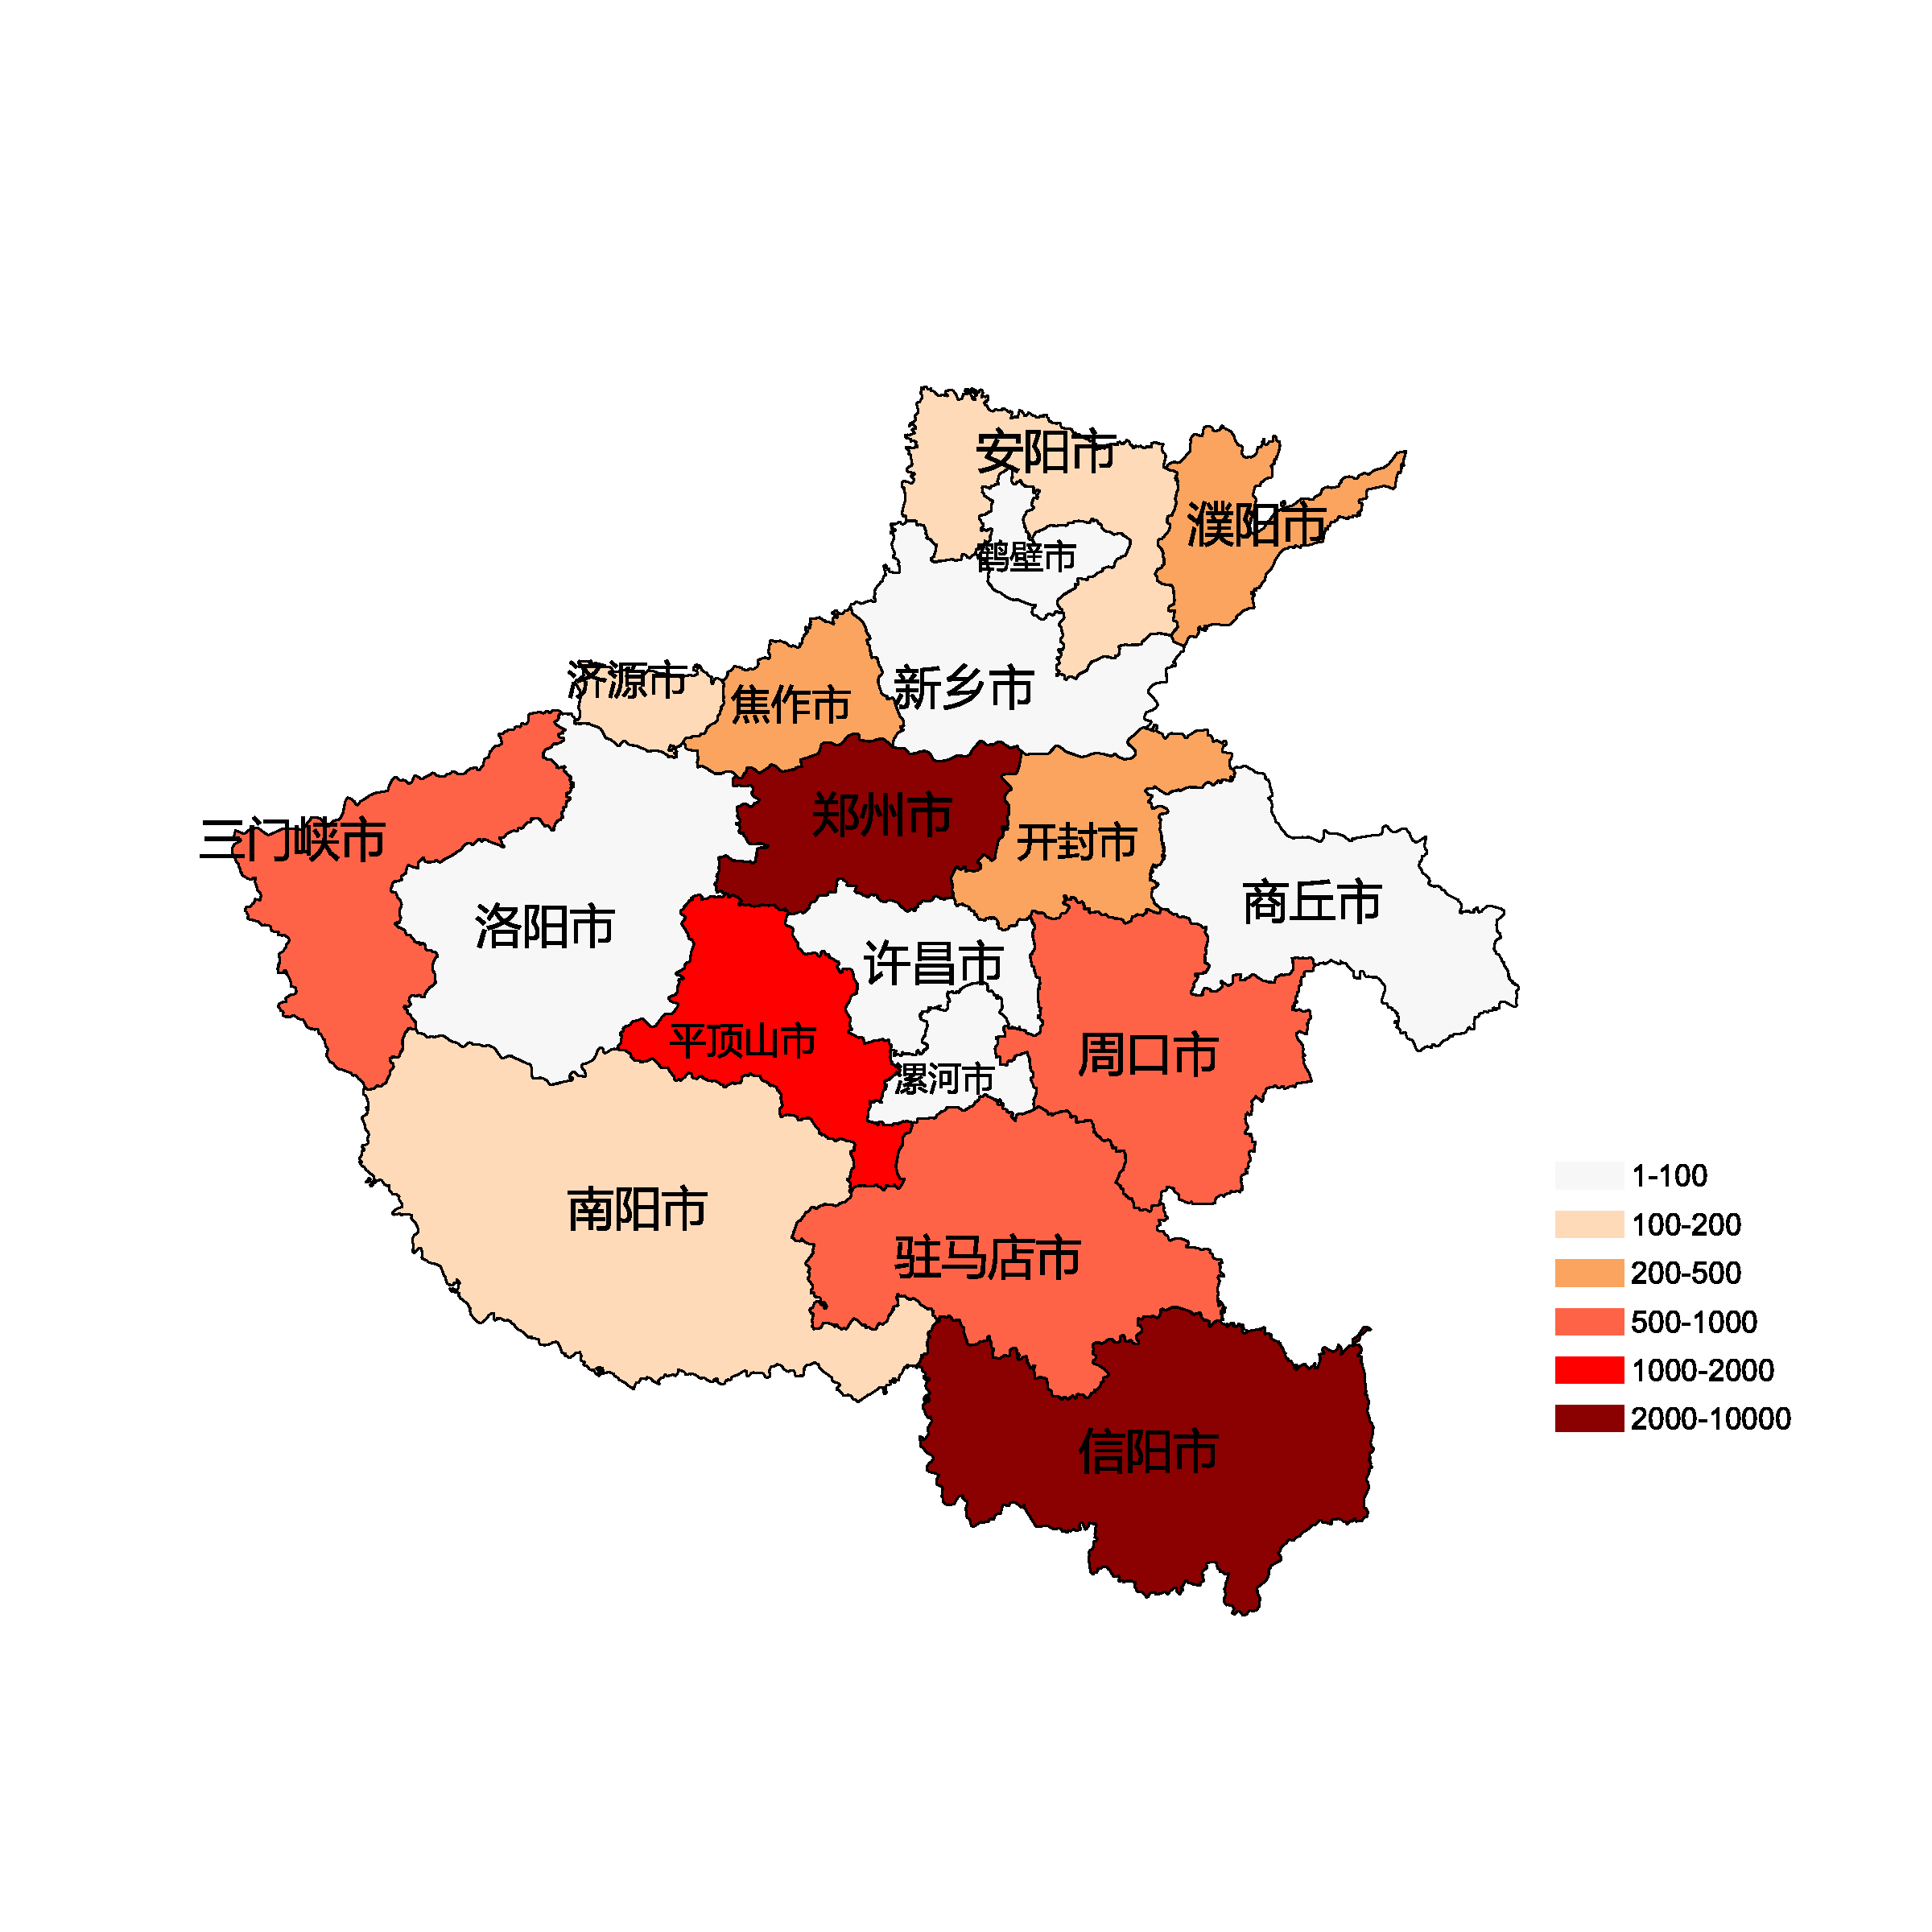 安阳市
濮阳市
鹤壁市
济源市
焦作市
新乡市
三门峡市
郑州市
开封市
商丘市
洛阳市
许昌市
平顶山市
周口市
漯河市
南阳市
驻马店市
信阳市
1-100
100-200
200-500
500-1000
1000-2000
2000-10000